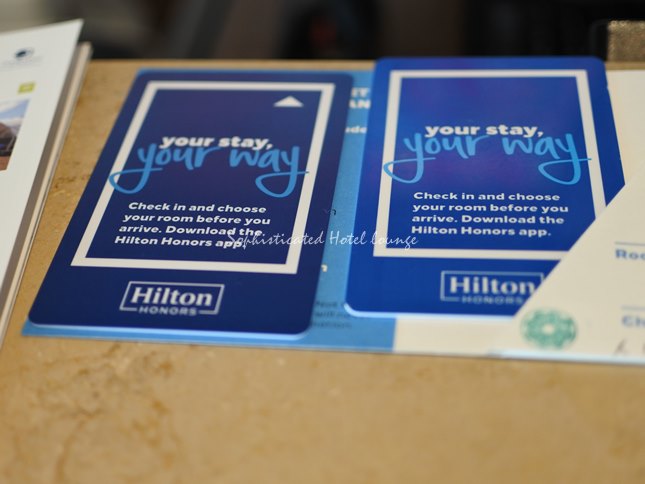 your stay,
your way
Check in and choose
your room before you
arrive. Download the
Hilton Honors app.
Hilton
HONORS
your stay,
your way
Check in and choose
your room before you
arrive. Download the
Hilton Honors app.
Hilton
HONORS
Sophisticated Hotel lounge